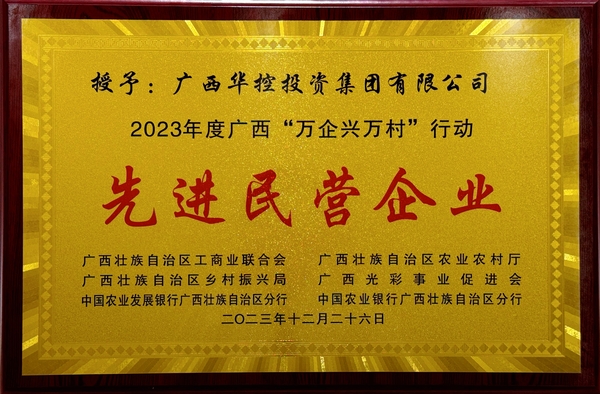 授予：广西华控投资集团有限公司
2023年度广西“万企兴万村”行动
先进民营企业
广西壮族自治区工商业联合会 广西壮族自治区农业农村厅
广西壮族自治区乡村振兴局 广西光彩事业促进会
中国农业发展银行广西壮族自治区分行 中国农业银行广西壮族自治区分行
二〇二三年十二月二十六日